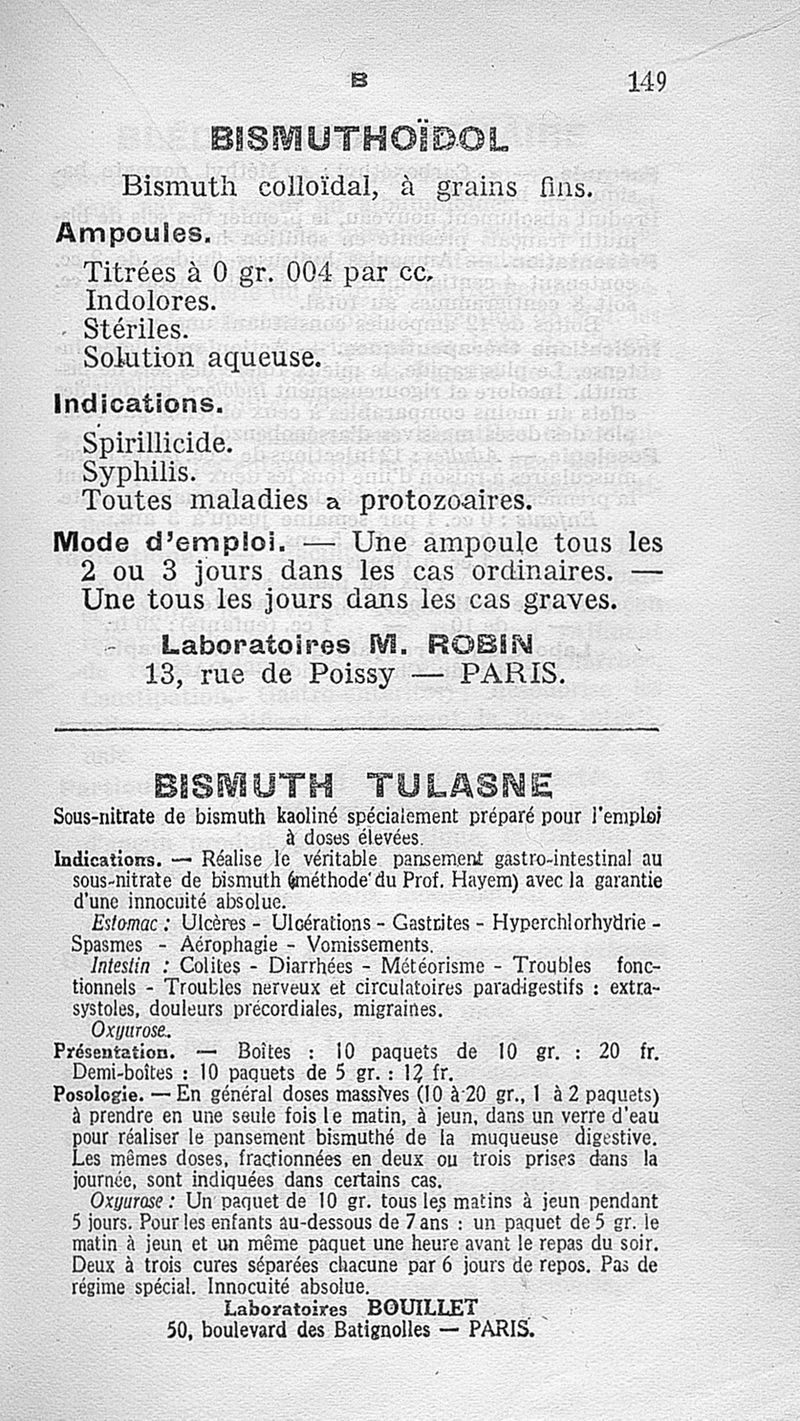 B
149
BISMUTHOÏDOL
Bismuth colloïdal, à grains fins.
Ampoules.
Titrées à 0 gr. 004 par cc.
Indolores.
Stériles.
Solution aqueuse.
Indications.
Spirillicide.
Syphilis.
Toutes maladies a protozoaires.
Mode d'emploi. — Une ampoule tous les
2 ou 3 jours dans les cas ordinaires. —
Une tous les jours dans les cas graves.
Laboratoires M. ROBIN
13, rue de Poissy — PARIS.
BISMUTH TULASNE
Sous-nitrate de bismuth kaoliné spécialement préparé pour l'emploi
à doses élevées.
Indications. — Réalise le véritable pansement gastro-intestinal au
sous-nitrate de bismuth (méthode du Prof. Hayem) avec la garantie
d'une innocuité absolue.
Estomac : Ulcères - Ulcérations - Gastrites - Hyperchlorhydrie -
Spasmes - Aérophagie - Vomissements.
Intestin : Colites - Diarrhées - Météorisme - Troubles fonc-
tionnels - Troubles nerveux et circulatoires paradigestifs : extra-
systoles, douleurs précordiales, migraines.
Oxyurose.
Présentation. — Boîtes : 10 paquets de 10 gr. : 20 fr.
Demi-boîtes : 10 paquets de 5 gr. : 12 fr.
Posologie. — En général doses massives (10 à 20 gr., 1 à 2 paquets)
à prendre en une seule fois le matin, à jeun, dans un verre d'eau
pour réaliser le pansement bismuthé de la muqueuse digestive.
Les mêmes doses, fractionnées en deux ou trois prises dans la
journée, sont indiquées dans certains cas.
Oxyurose : Un paquet de 10 gr. tous les matins à jeun pendant
5 jours. Pour les enfants au-dessous de 7 ans : un paquet de 5 gr. le
matin à jeun et un même paquet une heure avant le repas du soir.
Deux à trois cures séparées chacune par 6 jours de repos. Pas de
régime spécial. Innocuité absolue.
Laboratoires BOUILLET
50, boulevard des Batignolles — PARIS.